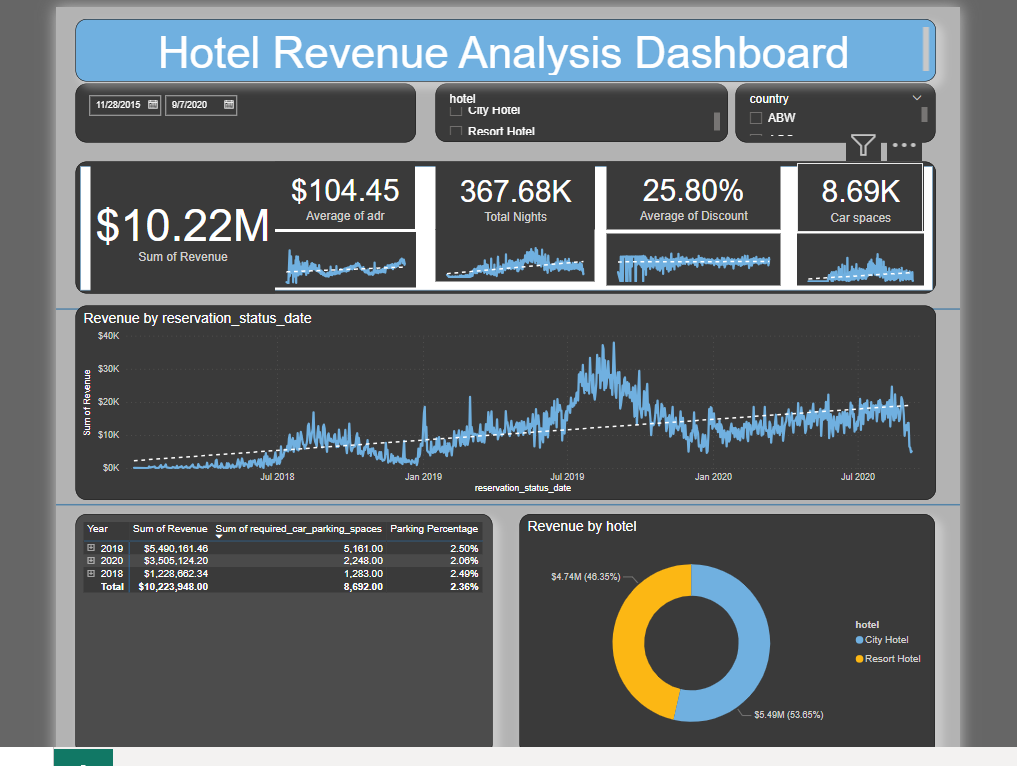 Hotel Revenue Analysis Dashboard
11/28/2015 9/7/2020
hotel
City Hotel
Resort Hotel
country
ABW
$10.22M
Sum of Revenue
$104.45
Average of adr
367.68K
Total Nights
25.80%
Average of Discount
8.69K
Car spaces
Revenue by reservation_status_date
Sum of Revenue
$40K
$30K
$20K
$10K
$0K
Jul 2018 Jan 2019 Jul 2019 Jan 2020 Jul 2020
reservation_status_date
Year Sum of Revenue Sum of required_car_parking_spaces Parking Percentage
2019 $5,490,161.46 5,161.00 2.50%
2020 $3,505,124.20 2,248.00 2.06%
2018 $1,228,662.34 1,283.00 2.49%
Total $10,223,948.00 8,692.00 2.36%
Revenue by hotel
$4.74M (46.35%)
$5.49M (53.65%)
hotel
City Hotel
Resort Hotel